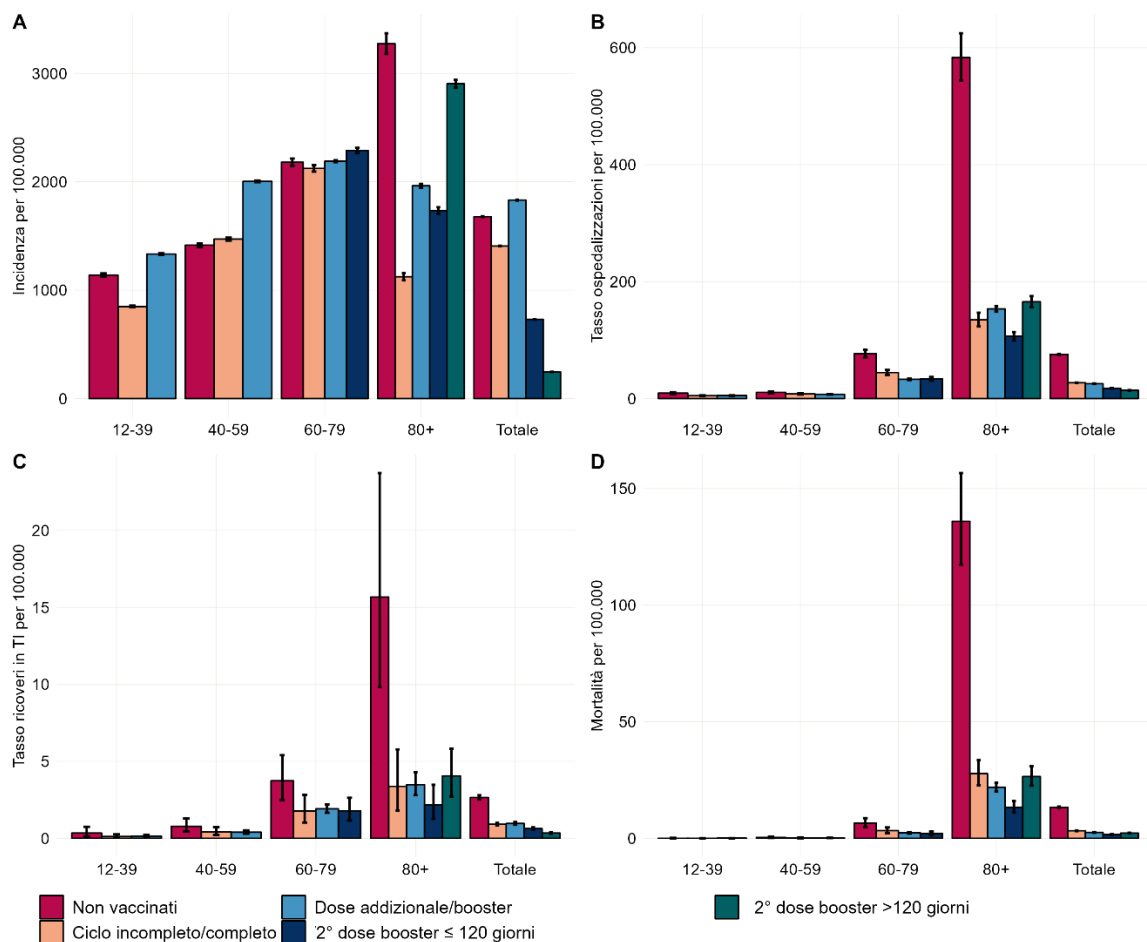 A
Incidenza per 100.000
3000
2000
1000
0
12-39 40-59 60-79 80+ Totale
B
Tasso ospedalizzazioni per 100.000
600
400
200
0
12-39 40-59 60-79 80+ Totale
C
Tasso ricoveri in TI per 100.000
20
15
10
5
0
12-39 40-59 60-79 80+ Totale
D
Mortalità per 100.000
150
100
50
0
12-39 40-59 60-79 80+ Totale
Non vaccinati
Ciclo incompleto/completo
Dose addizionale/booster
2° dose booster ≤ 120 giorni
2° dose booster >120 giorni